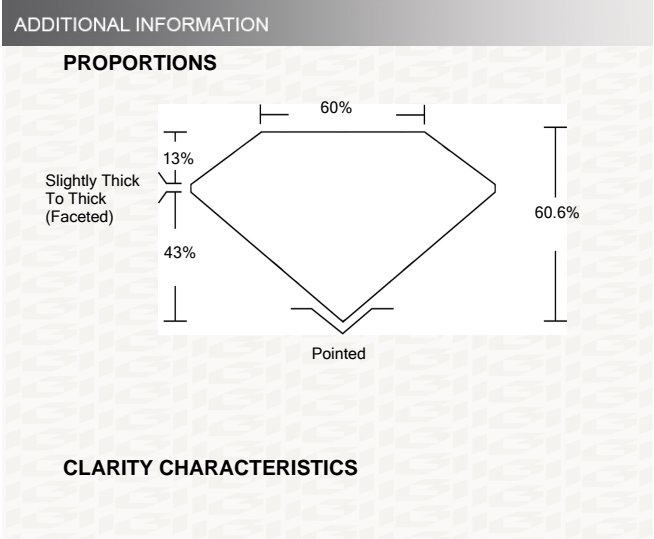 ADDITIONAL INFORMATION
PROPORTIONS
60%
13%
Slightly Thick
To Thick
(Faceted)
60.6%
43%
Pointed
CLARITY CHARACTERISTICS